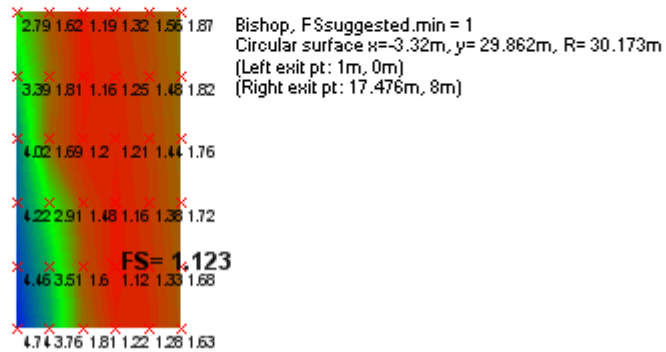 2.79 1.62 1.19 1.32 1.56 1.87
Bishop, FSsuggested.min = 1
Circular surface x=-3.32m, y= 29.862m, R= 30.173m
(Left exit pt: 1m, 0m)
(Right exit pt: 17.476m, 8m)
3.39 1.81 1.16 1.25 1.48 1.82
4.02 1.69 1.2 1.21 1.44 1.76
4.22 2.91 1.48 1.16 1.38 1.72
FS= 1.123
4.46 3.51 1.6 1.12 1.33 1.68
4.74 3.76 1.81 1.22 1.28 1.63